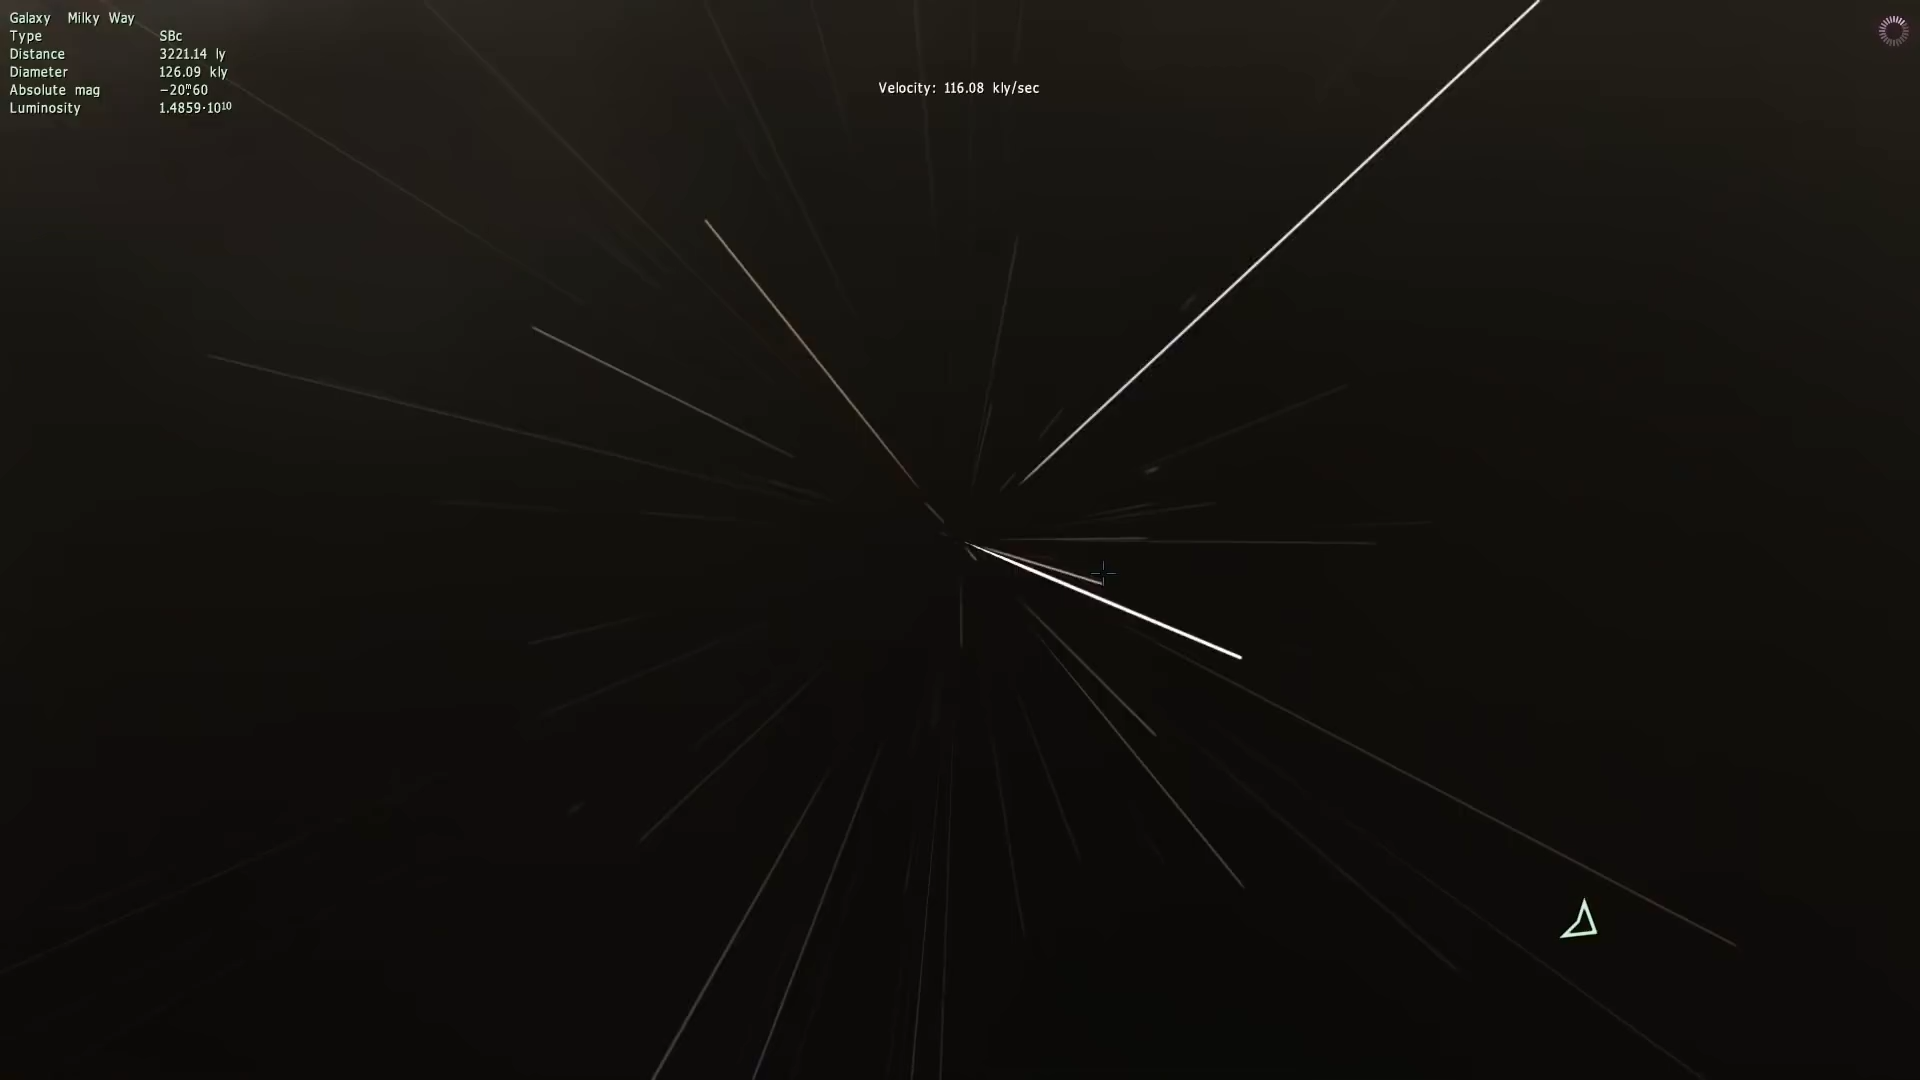 Galaxy Milky Way
Type SBc
Distance 3221.14 ly
Diameter 126.09 kly
Absolute mag −20ᵐ.60
Luminosity 1.4859·10¹⁰
Velocity: 116.08 kly/sec